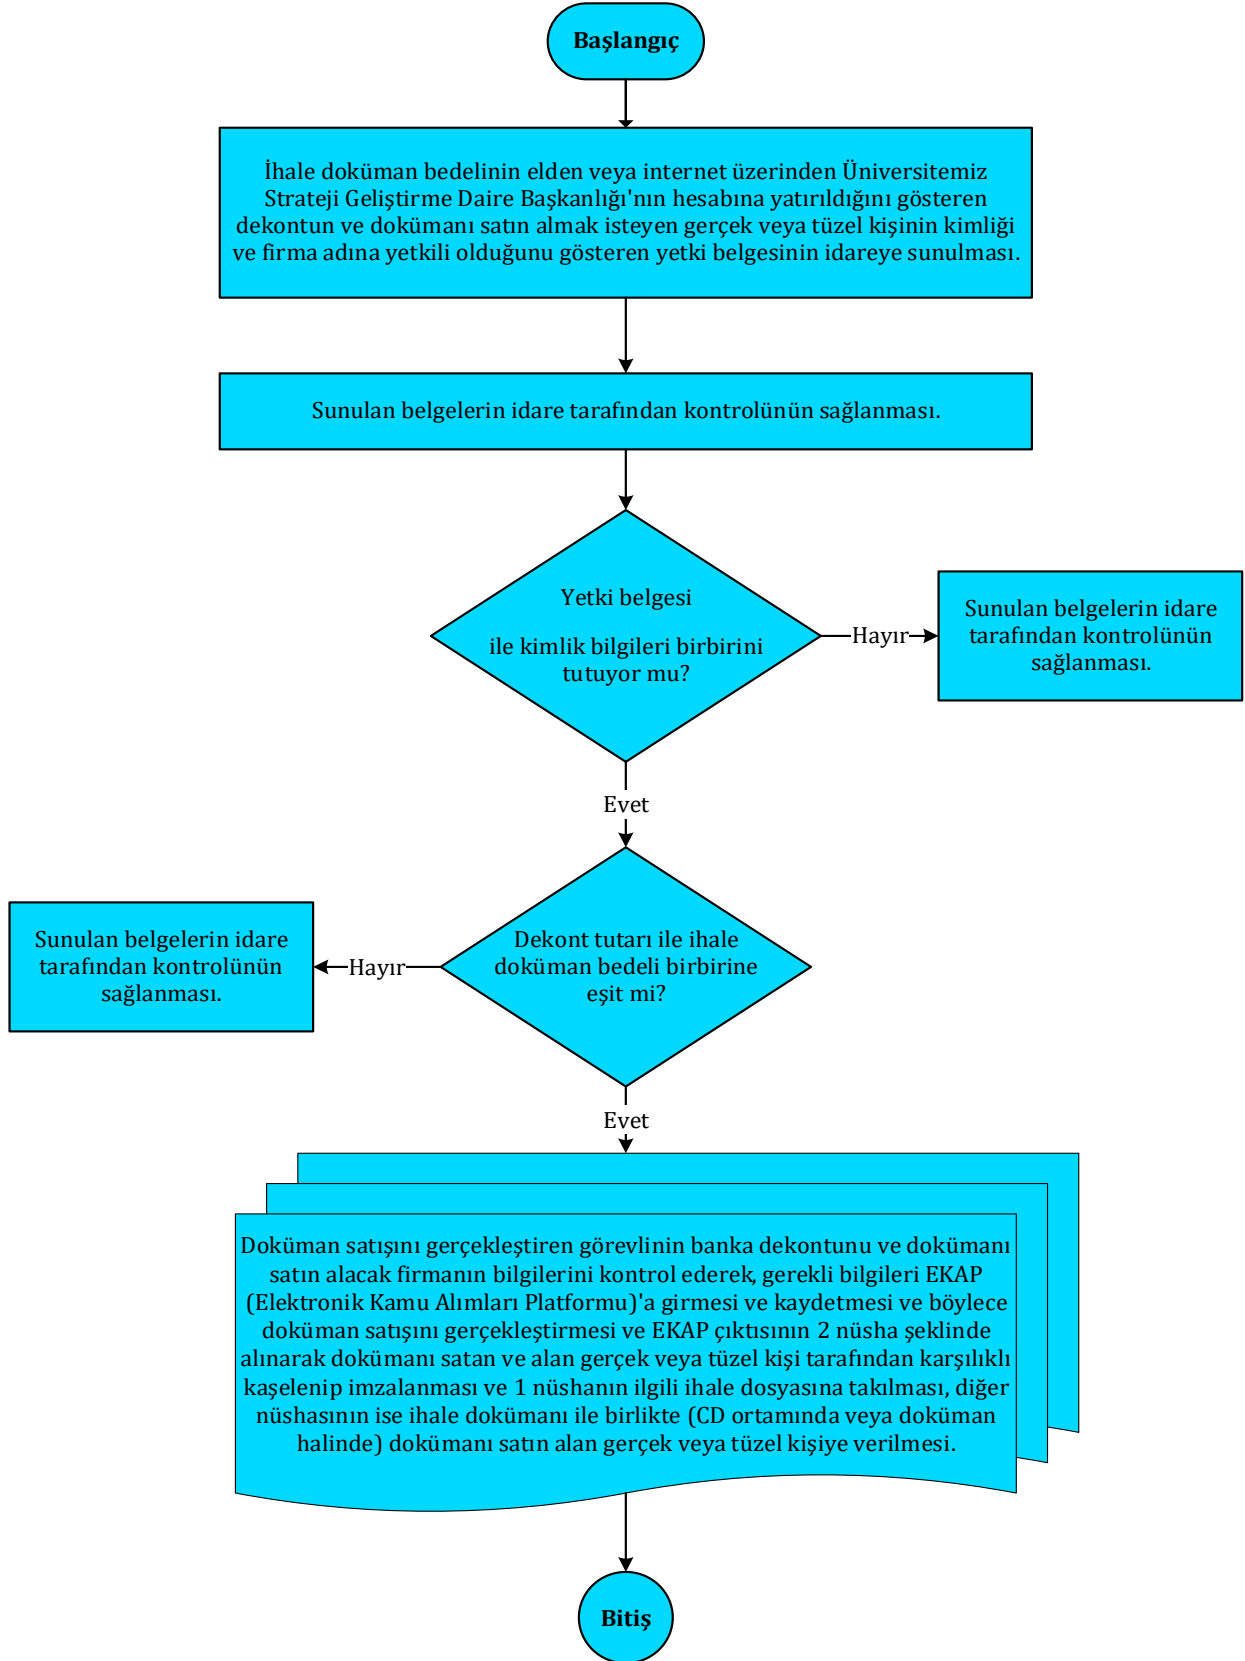 Başlangıç
İhale doküman bedelinin elden veya internet üzerinden Üniversitemiz
Strateji Geliştirme Daire Başkanlığı'nın hesabına yatırıldığını gösteren
dekontun ve dokümanı satın almak isteyen gerçek veya tüzel kişinin kimliği
ve firma adına yetkili olduğunu gösteren yetki belgesinin idareye sunulması.
Sunulan belgelerin idare tarafından kontrolünün sağlanması.
Yetki belgesi
ile kimlik bilgileri birbirini
tutuyor mu?
Hayır
Sunulan belgelerin idare
tarafından kontrolünün
sağlanması.
Evet
Dekont tutarı ile ihale
doküman bedeli birbirine
eşit mi?
Hayır
Sunulan belgelerin idare
tarafından kontrolünün
sağlanması.
Evet
Doküman satışını gerçekleştiren görevlinin banka dekontunu ve dokümanı
satın alacak firmanın bilgilerini kontrol ederek, gerekli bilgileri EKAP
(Elektronik Kamu Alımları Platformu)'a girmesi ve kaydetmesi ve böylece
doküman satışını gerçekleştirmesi ve EKAP çıktısının 2 nüsha şeklinde
alınarak dokümanı satan ve alan gerçek veya tüzel kişi tarafından karşılıklı
kaşelenip imzalanması ve 1 nüshanın ilgili ihale dosyasına takılması, diğer
nüshasının ise ihale dokümanı ile birlikte (CD ortamında veya doküman
halinde) dokümanı satın alan gerçek veya tüzel kişiye verilmesi.
Bitiş